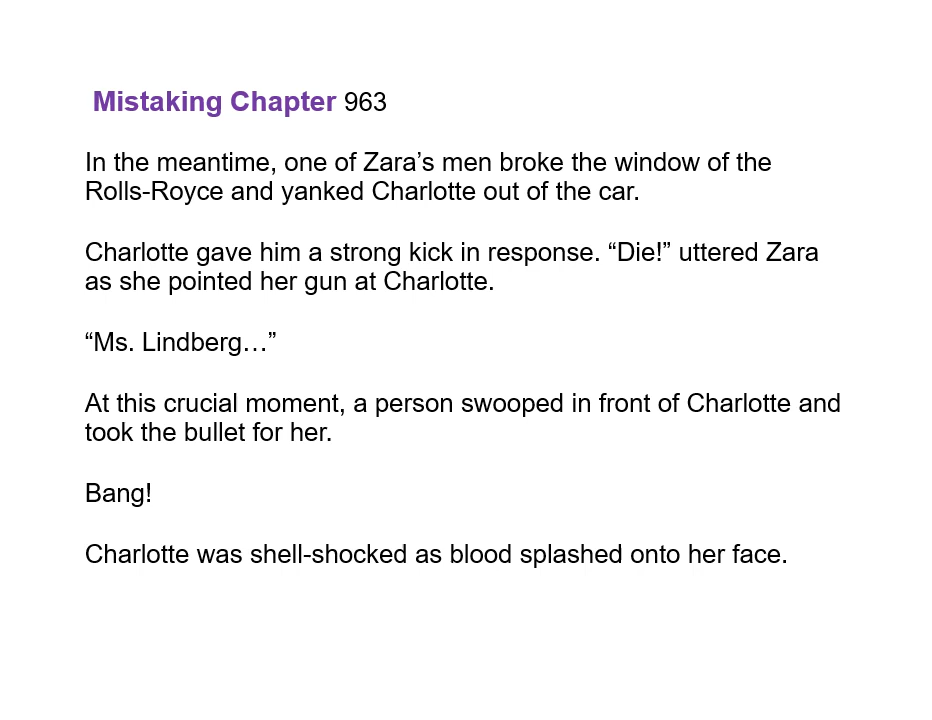 Mistaking Chapter 963
In the meantime, one of Zara’s men broke the window of the
Rolls-Royce and yanked Charlotte out of the car.
Charlotte gave him a strong kick in response. “Die!” uttered Zara
as she pointed her gun at Charlotte.
“Ms. Lindberg…”
At this crucial moment, a person swooped in front of Charlotte and
took the bullet for her.
Bang!
Charlotte was shell-shocked as blood splashed onto her face.